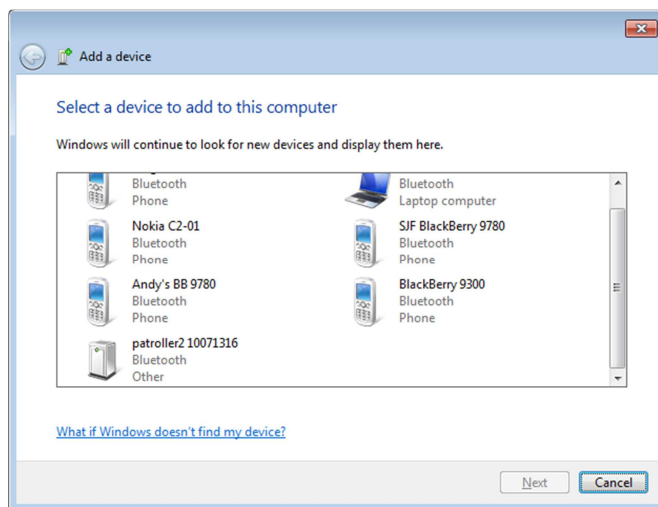 Add a device
Select a device to add to this computer
Windows will continue to look for new devices and display them here.
Bluetooth
Phone
Bluetooth
Laptop computer
Nokia C2-01
Bluetooth
Phone
SJF BlackBerry 9780
Bluetooth
Phone
Andy's BB 9780
Bluetooth
Phone
BlackBerry 9300
Bluetooth
Phone
patroller2 10071316
Bluetooth
Other
What if Windows doesn't find my device?
Next
Cancel